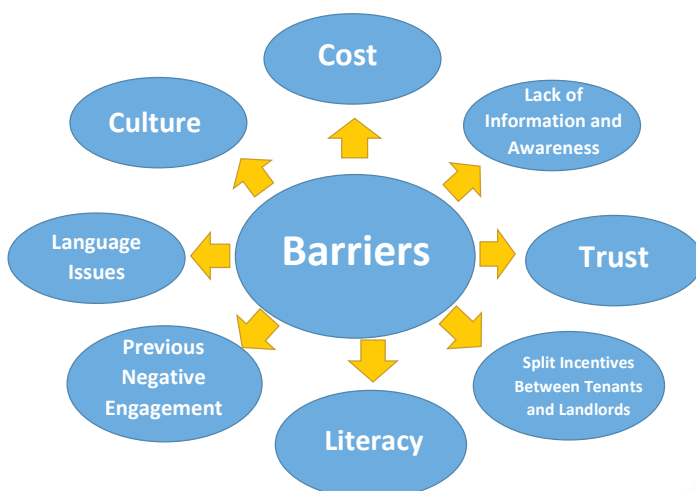 Cost
Lack of
Information and
Awareness
Culture
Barriers
Language
Issues
Trust
Previous
Negative
Engagement
Split Incentives
Between Tenants
and Landlords
Literacy